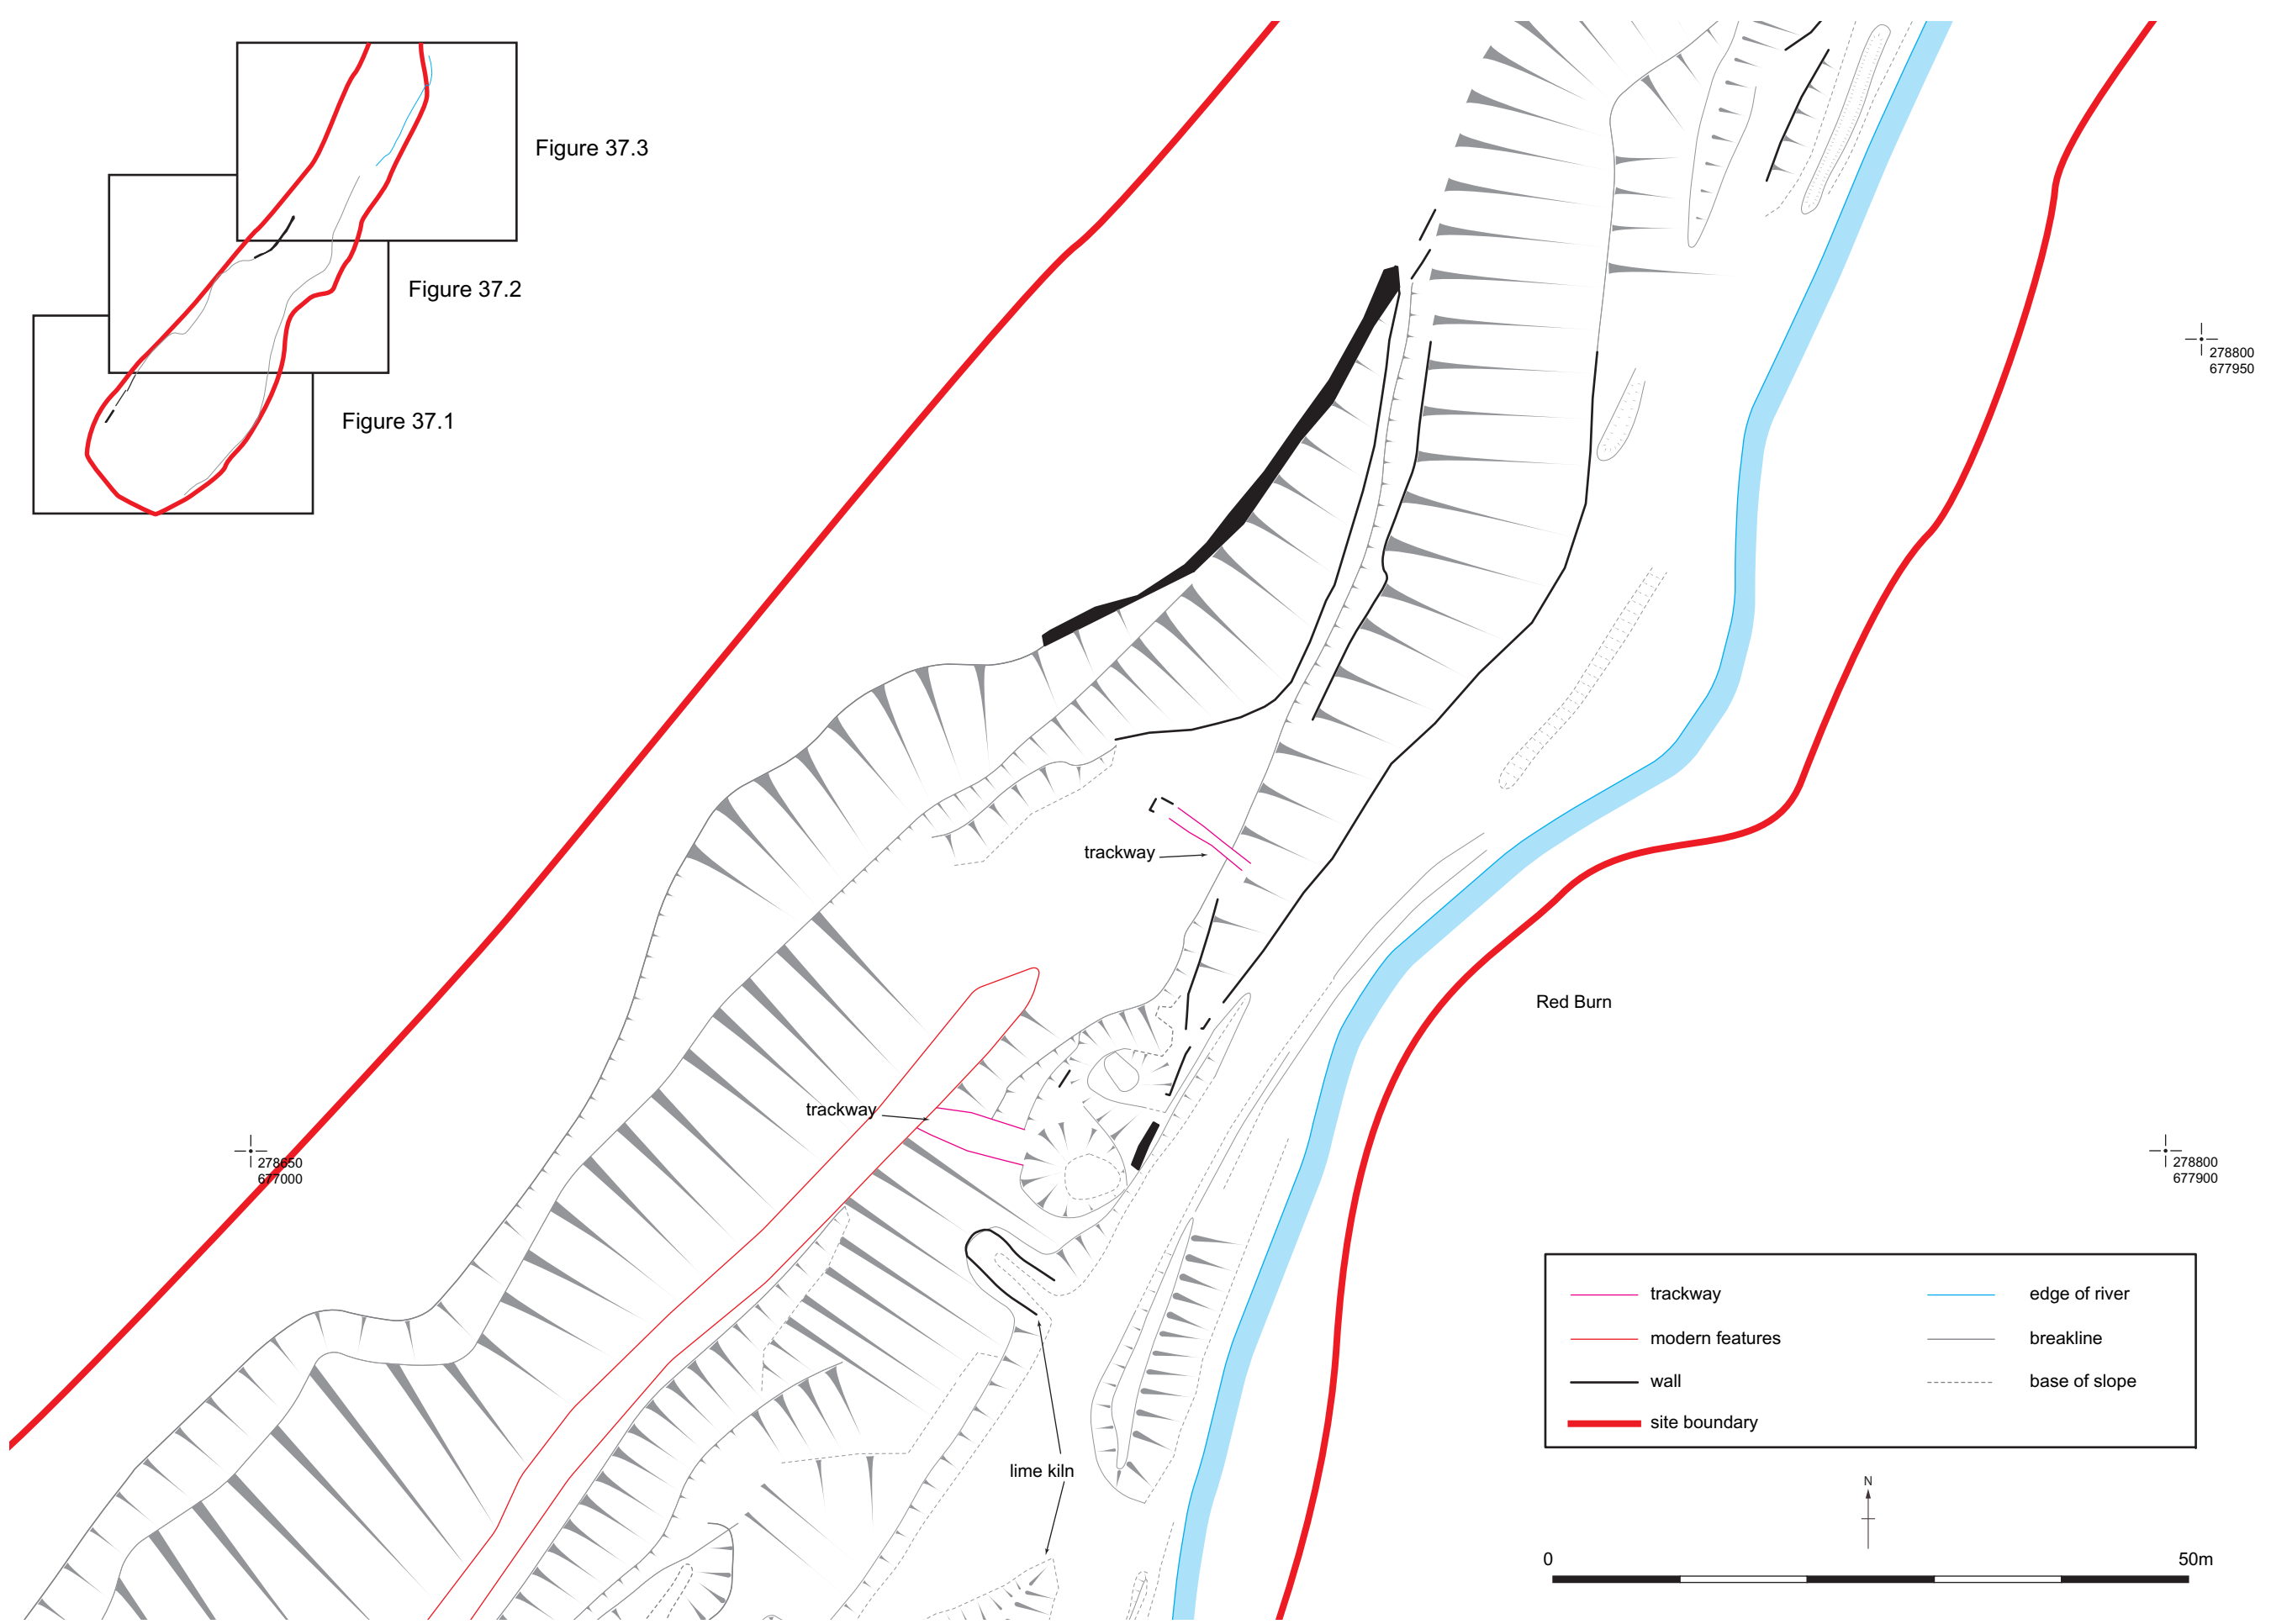 Figure 37.3
Figure 37.2
Figure 37.1
278800
677950
trackway
Red Burn
trackway
278650
677000
278800
677900
trackway
edge of river
modern features
breakline
wall
base of slope
site boundary
lime kiln
N
0
50m